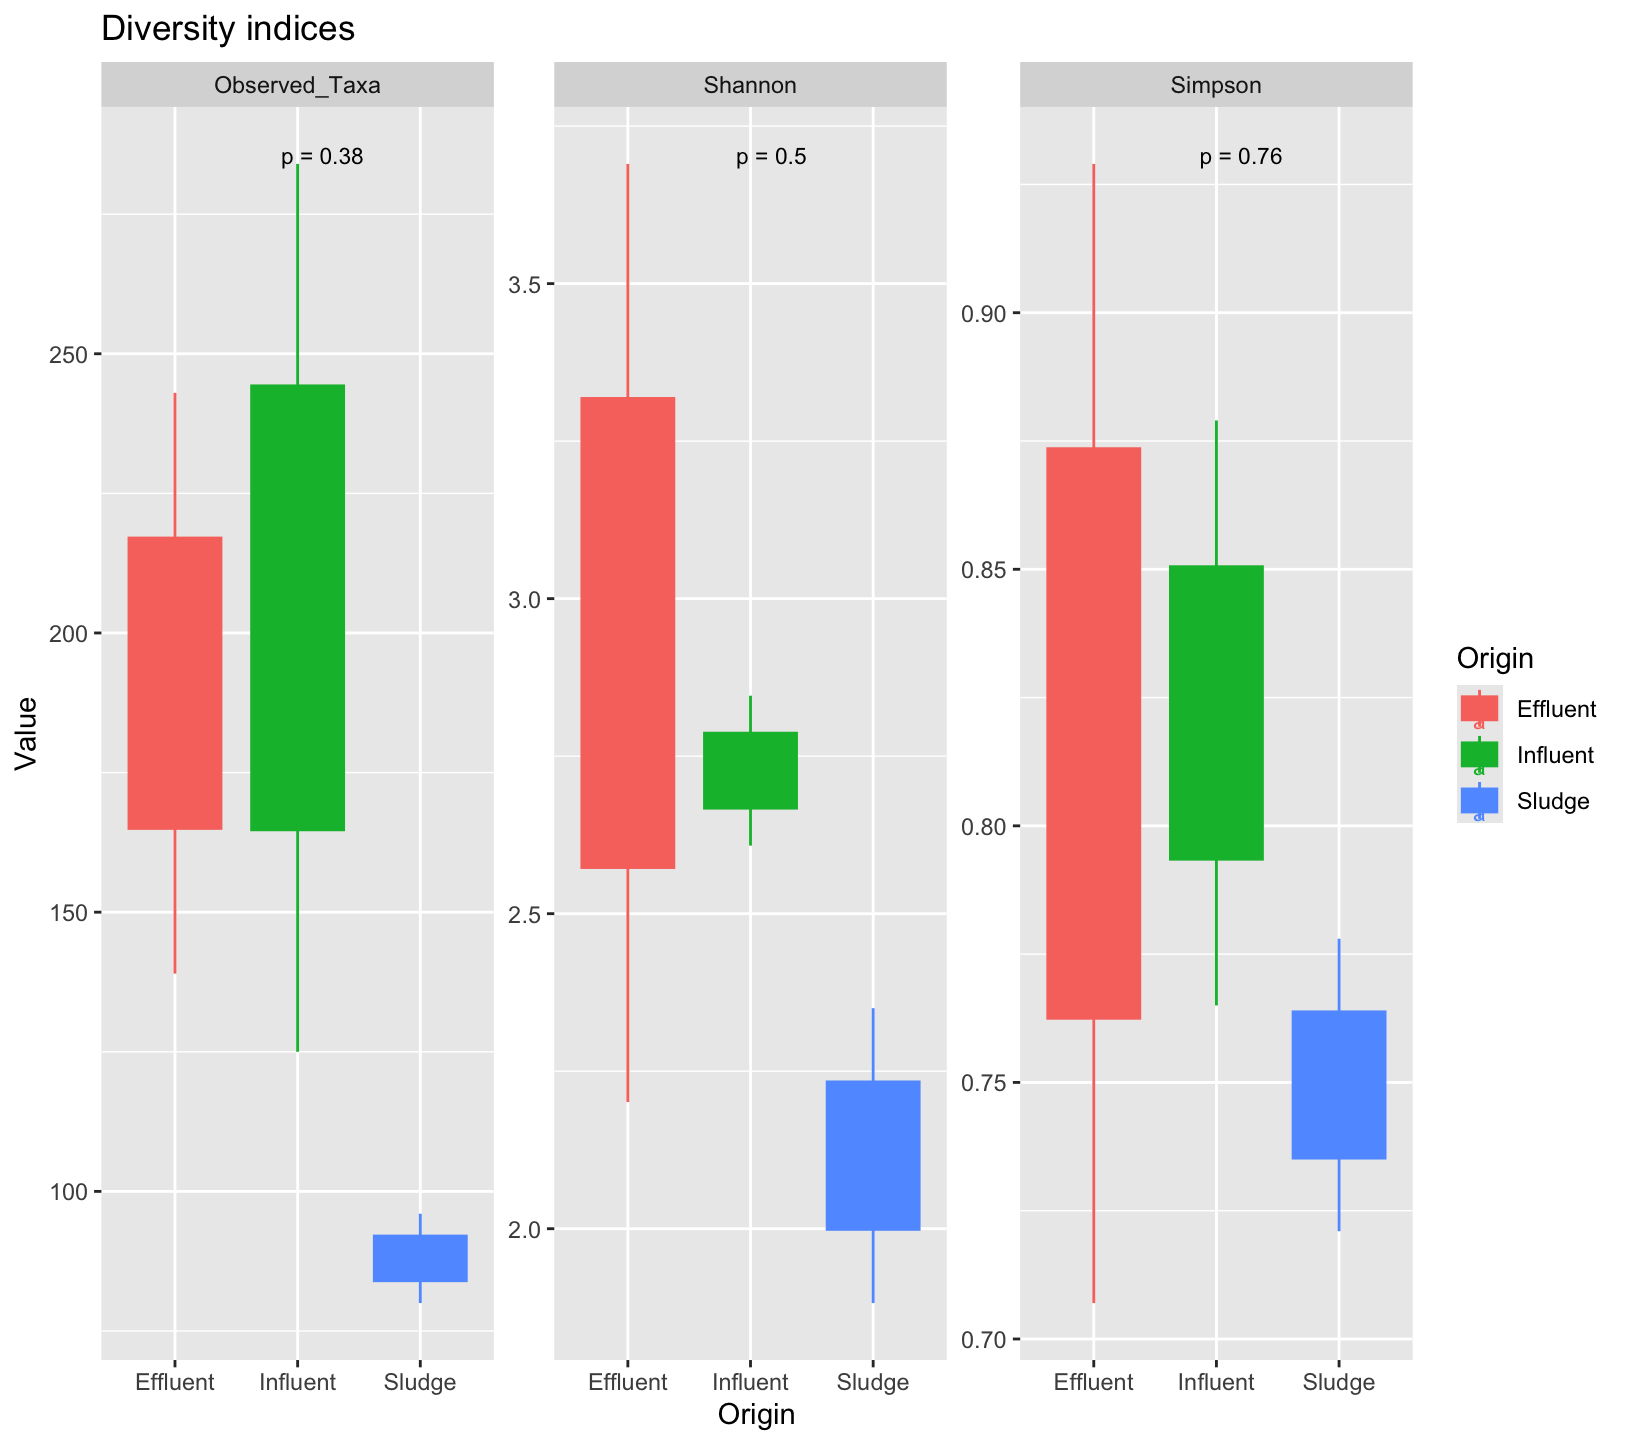 Diversity indices
Observed_Taxa
Shannon
Simpson
p = 0.38
p = 0.5
p = 0.76
Value
250
200
150
100
3.5
3.0
2.5
2.0
0.90
0.85
0.80
0.75
0.70
Effluent Influent Sludge
Effluent Influent Sludge
Effluent Influent Sludge
Origin
Origin
Effluent
Influent
Sludge